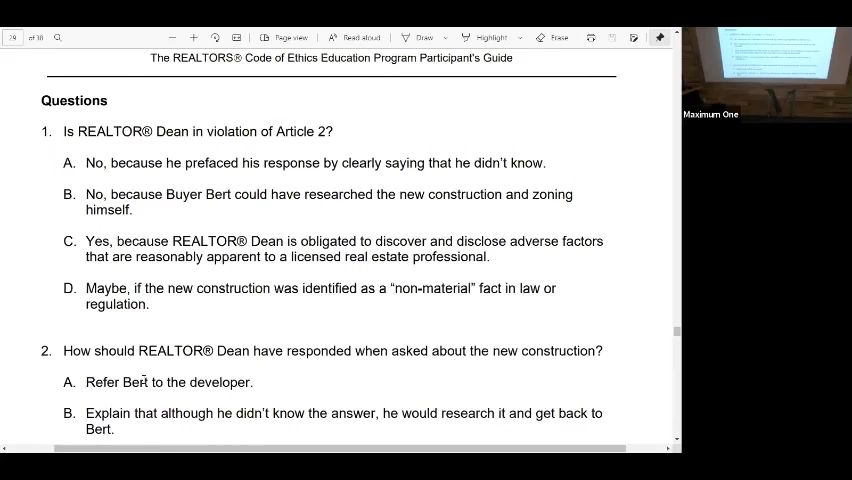 29 of 38 Page view Read aloud Draw Highlight Erase
The REALTORS® Code of Ethics Education Program Participant's Guide
Maximum One
Questions
1. Is REALTOR® Dean in violation of Article 2?
A. No, because he prefaced his response by clearly saying that he didn't know.
B. No, because Buyer Bert could have researched the new construction and zoning
himself.
C. Yes, because REALTOR® Dean is obligated to discover and disclose adverse factors
that are reasonably apparent to a licensed real estate professional.
D. Maybe, if the new construction was identified as a “non-material” fact in law or
regulation.
2. How should REALTOR® Dean have responded when asked about the new construction?
A. Refer Bert to the developer.
B. Explain that although he didn't know the answer, he would research it and get back to
Bert.